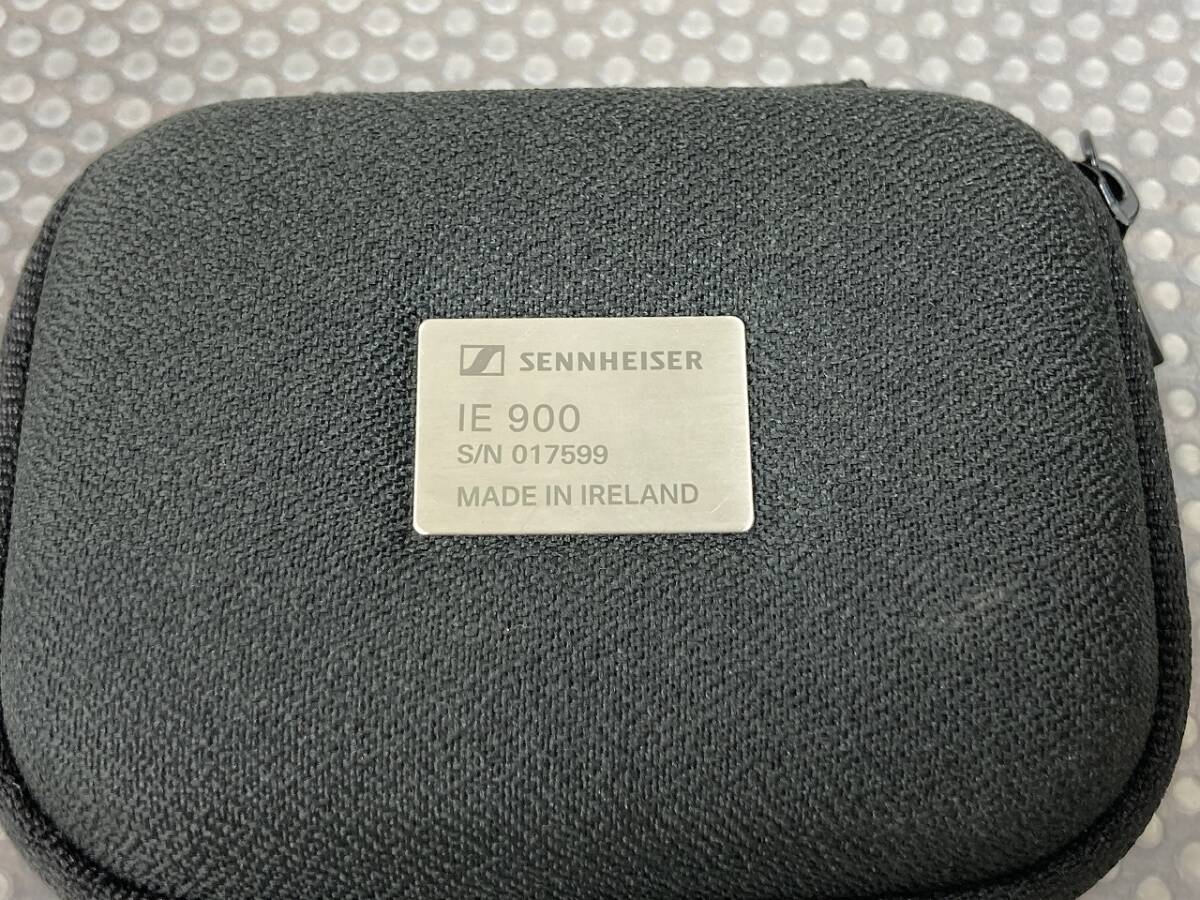 SENNHEISER
IE 900
S/N 017599
MADE IN IRELAND